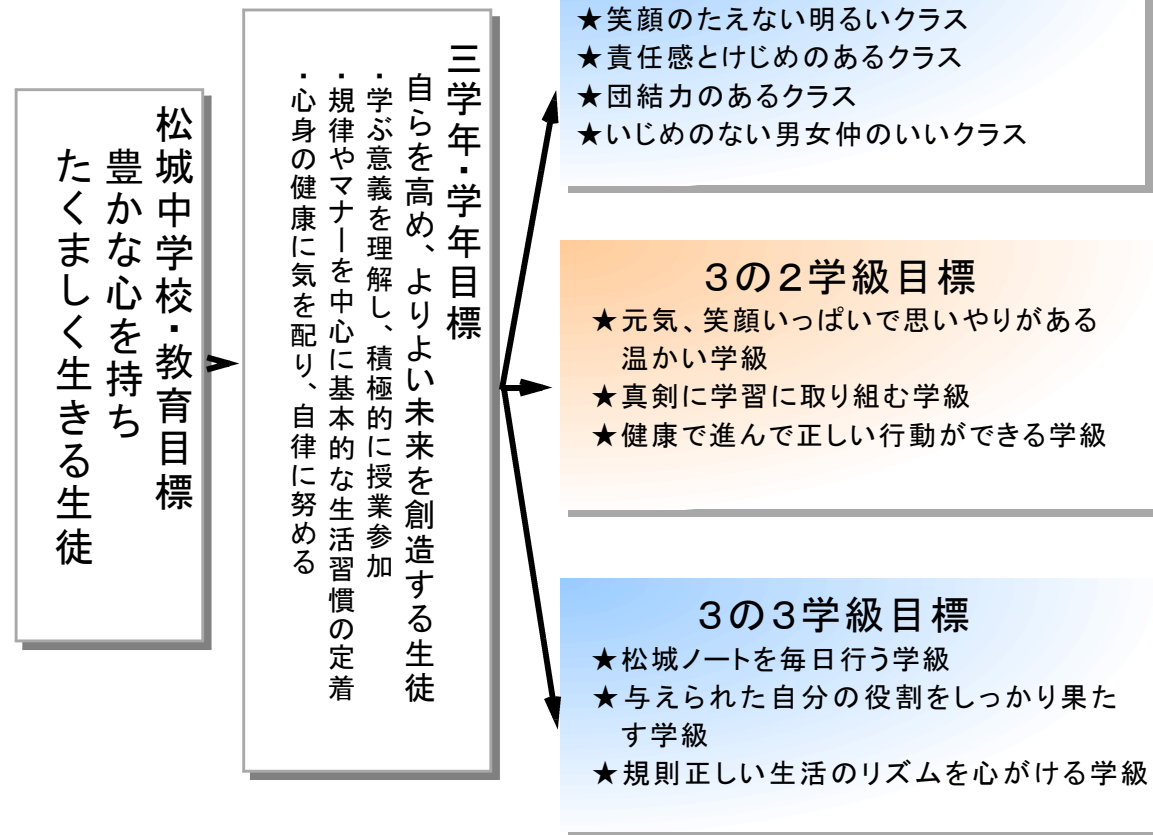 松城中学校・教育目標
豊かな心を持ち
たくましく生きる生徒
三学年・学年目標
自らを高め、よりよい未来を創造する生徒
・学ぶ意義を理解し、積極的に授業参加
・規律やマナーを中心に基本的な生活習慣の定着
・心身の健康に気を配り、自律に努める
★笑顔のたえない明るいクラス
★責任感とけじめのあるクラス
★団結力のあるクラス
★いじめのない男女仲のいいクラス
3の2学級目標
★元気、笑顔いっぱいで思いやりがある
温かい学級
★真剣に学習に取り組む学級
★健康で進んで正しい行動ができる学級
3の3学級目標
★松城ノートを毎日行う学級
★与えられた自分の役割をしっかり果た
す学級
★規則正しい生活のリズムを心がける学級